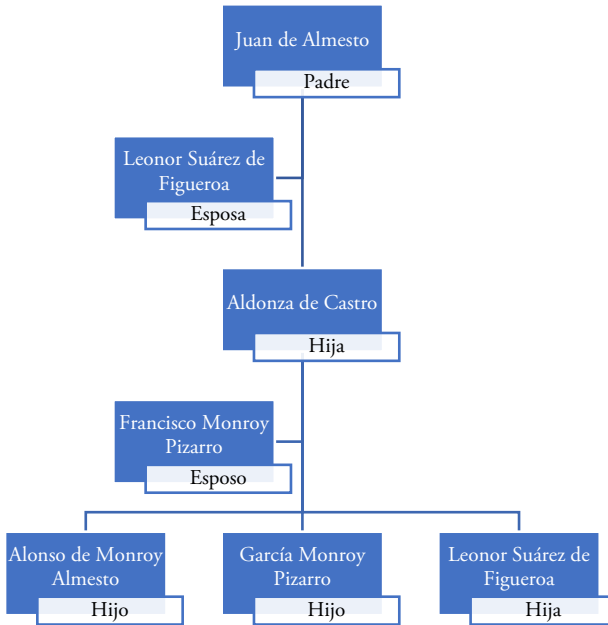 Juan de Almesto
Padre
Leonor Suárez de
Figueroa
Esposa
Aldonza de Castro
Hija
Francisco Monroy
Pizarro
Esposo
Alonso de Monroy
Almesto
Hijo
García Monroy
Pizarro
Hijo
Leonor Suárez de
Figueroa
Hija